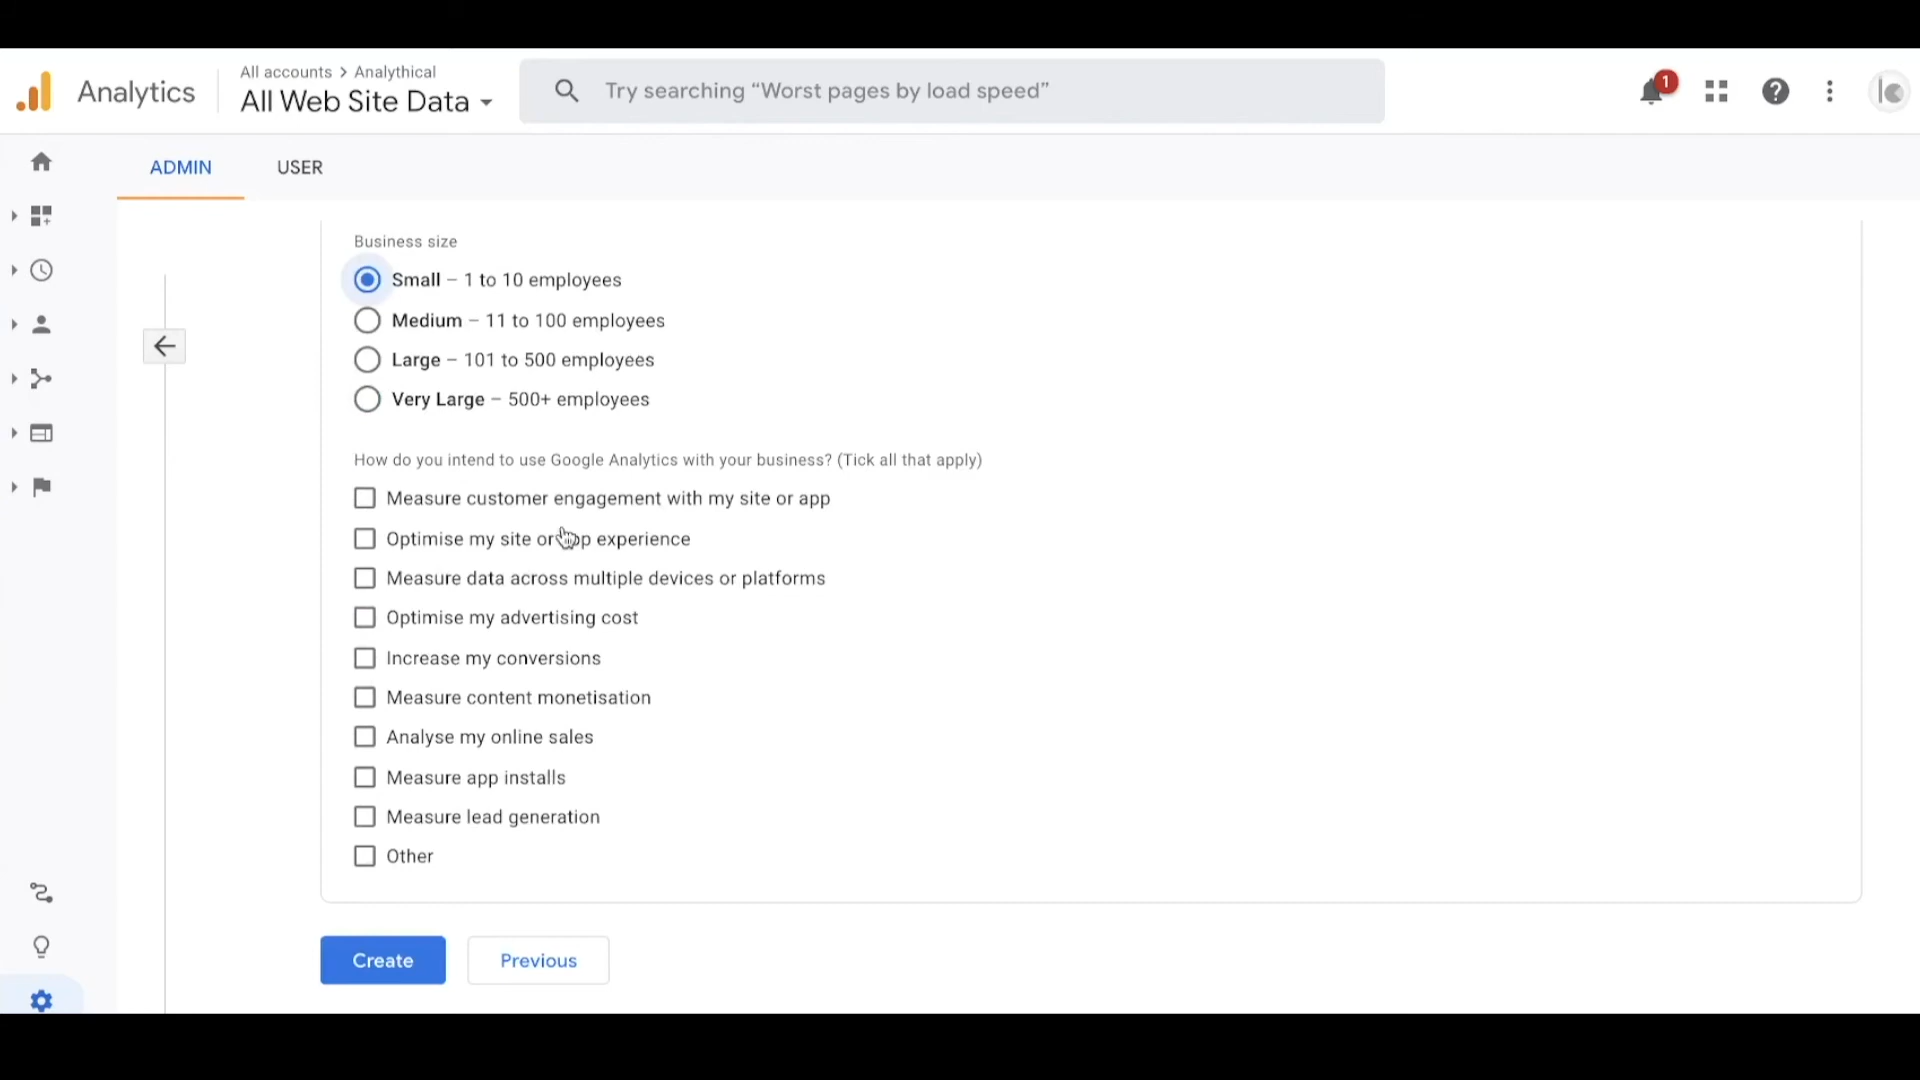 Analytics
All accounts > Analythical
All Web Site Data
Try searching “Worst pages by load speed”
1
ADMIN
USER
Business size
Small – 1 to 10 employees
Medium – 11 to 100 employees
Large – 101 to 500 employees
Very Large – 500+ employees
How do you intend to use Google Analytics with your business? (Tick all that apply)
Measure customer engagement with my site or app
Optimise my site or app experience
Measure data across multiple devices or platforms
Optimise my advertising cost
Increase my conversions
Measure content monetisation
Analyse my online sales
Measure app installs
Measure lead generation
Other
Create
Previous